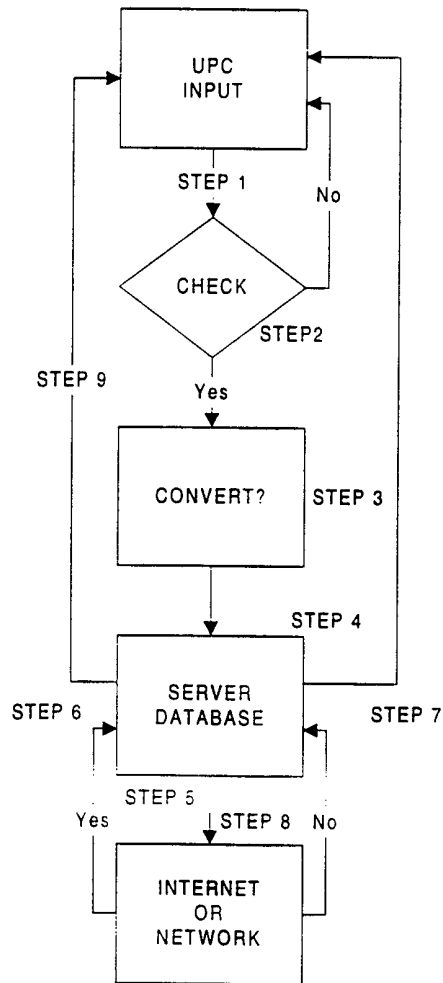 UPC
INPUT
STEP 1
No
CHECK
STEP2
STEP 9
Yes
CONVERT?
STEP 3
STEP 4
SERVER
DATABASE
STEP 6
STEP 7
STEP 5
Yes
STEP 8
No
INTERNET
OR
NETWORK